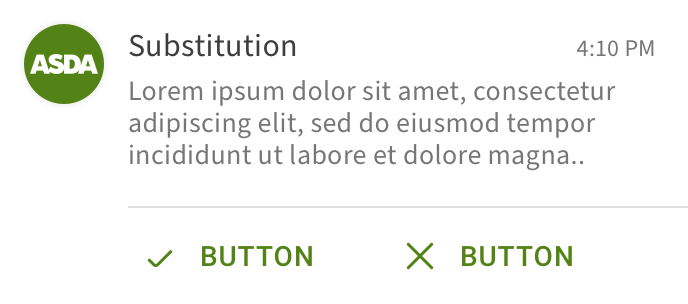 ASDA
Substitution
4:10 PM
Lorem ipsum dolor sit amet, consectetur
adipiscing elit, sed do eiusmod tempor
incididunt ut labore et dolore magna..
BUTTON
BUTTON